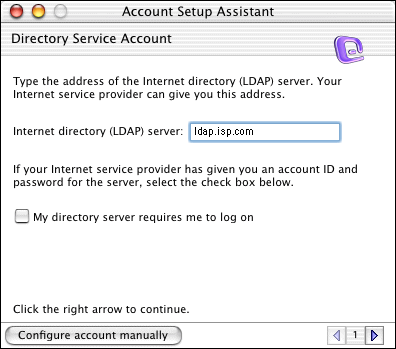 Account Setup Assistant
Directory Service Account
Type the address of the Internet directory (LDAP) server. Your
Internet service provider can give you this address.
Internet directory (LDAP) server: ldap.isp.com
If your Internet service provider has given you an account ID and
password for the server, select the check box below.
My directory server requires me to log on
Click the right arrow to continue.
Configure account manually 1